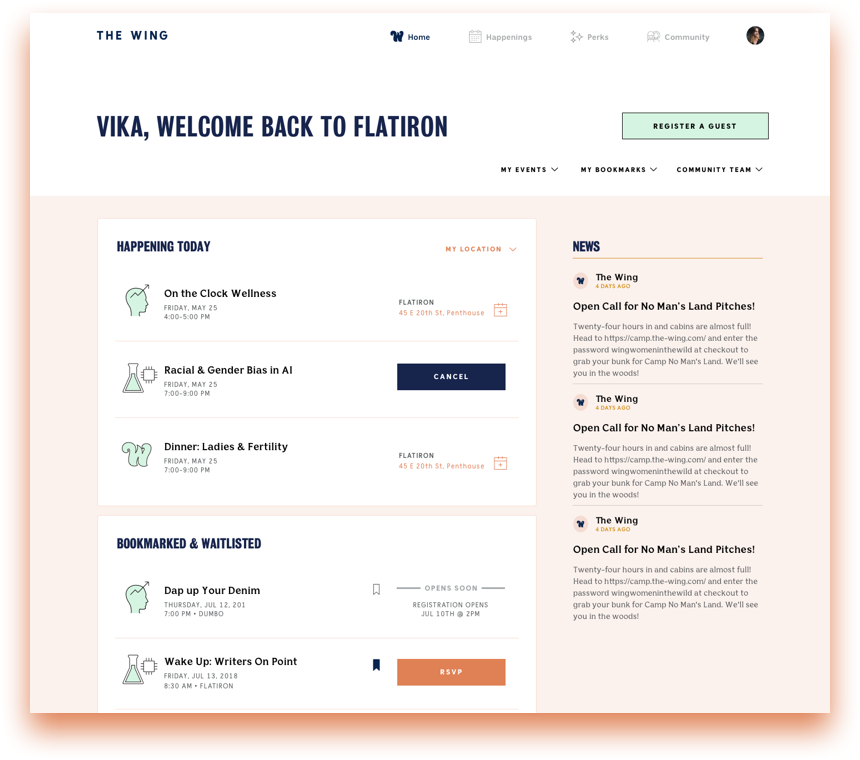 THE WING
Home
Happenings
Perks
Community
VIKA, WELCOME BACK TO FLATIRON
REGISTER A GUEST
MY EVENTS
MY BOOKMARKS
COMMUNITY TEAM
HAPPENING TODAY
MY LOCATION
On the Clock Wellness
FRIDAY, MAY 25
4:00-5:00 PM
FLATIRON
45 E 20th St, Penthouse
Racial & Gender Bias in AI
FRIDAY, MAY 25
7:00-9:00 PM
CANCEL
Dinner: Ladies & Fertility
FRIDAY, MAY 25
7:00-9:00 PM
FLATIRON
45 E 20th St, Penthouse
BOOKMARKED & WAITLISTED
Dap up Your Denim
THURSDAY, JUL 12, 201
7:00 PM • DUMBO
OPENS SOON
REGISTRATION OPENS
JUL 10TH @ 2PM
Wake Up: Writers On Point
FRIDAY, JUL 13, 2018
8:30 AM • FLATIRON
RSVP
NEWS
The Wing
4 DAYS AGO
Open Call for No Man's Land Pitches!
Twenty-four hours in and cabins are almost full!
Head to https://camp.the-wing.com/ and enter the
password wingwomeninthewild at checkout to
grab your bunk for Camp No Man's Land. We'll see
you in the woods!
The Wing
4 DAYS AGO
Open Call for No Man's Land Pitches!
Twenty-four hours in and cabins are almost full!
Head to https://camp.the-wing.com/ and enter the
password wingwomeninthewild at checkout to
grab your bunk for Camp No Man's Land. We'll see
you in the woods!
The Wing
4 DAYS AGO
Open Call for No Man's Land Pitches!
Twenty-four hours in and cabins are almost full!
Head to https://camp.the-wing.com/ and enter the
password wingwomeninthewild at checkout to
grab your bunk for Camp No Man's Land. We'll see
you in the woods!